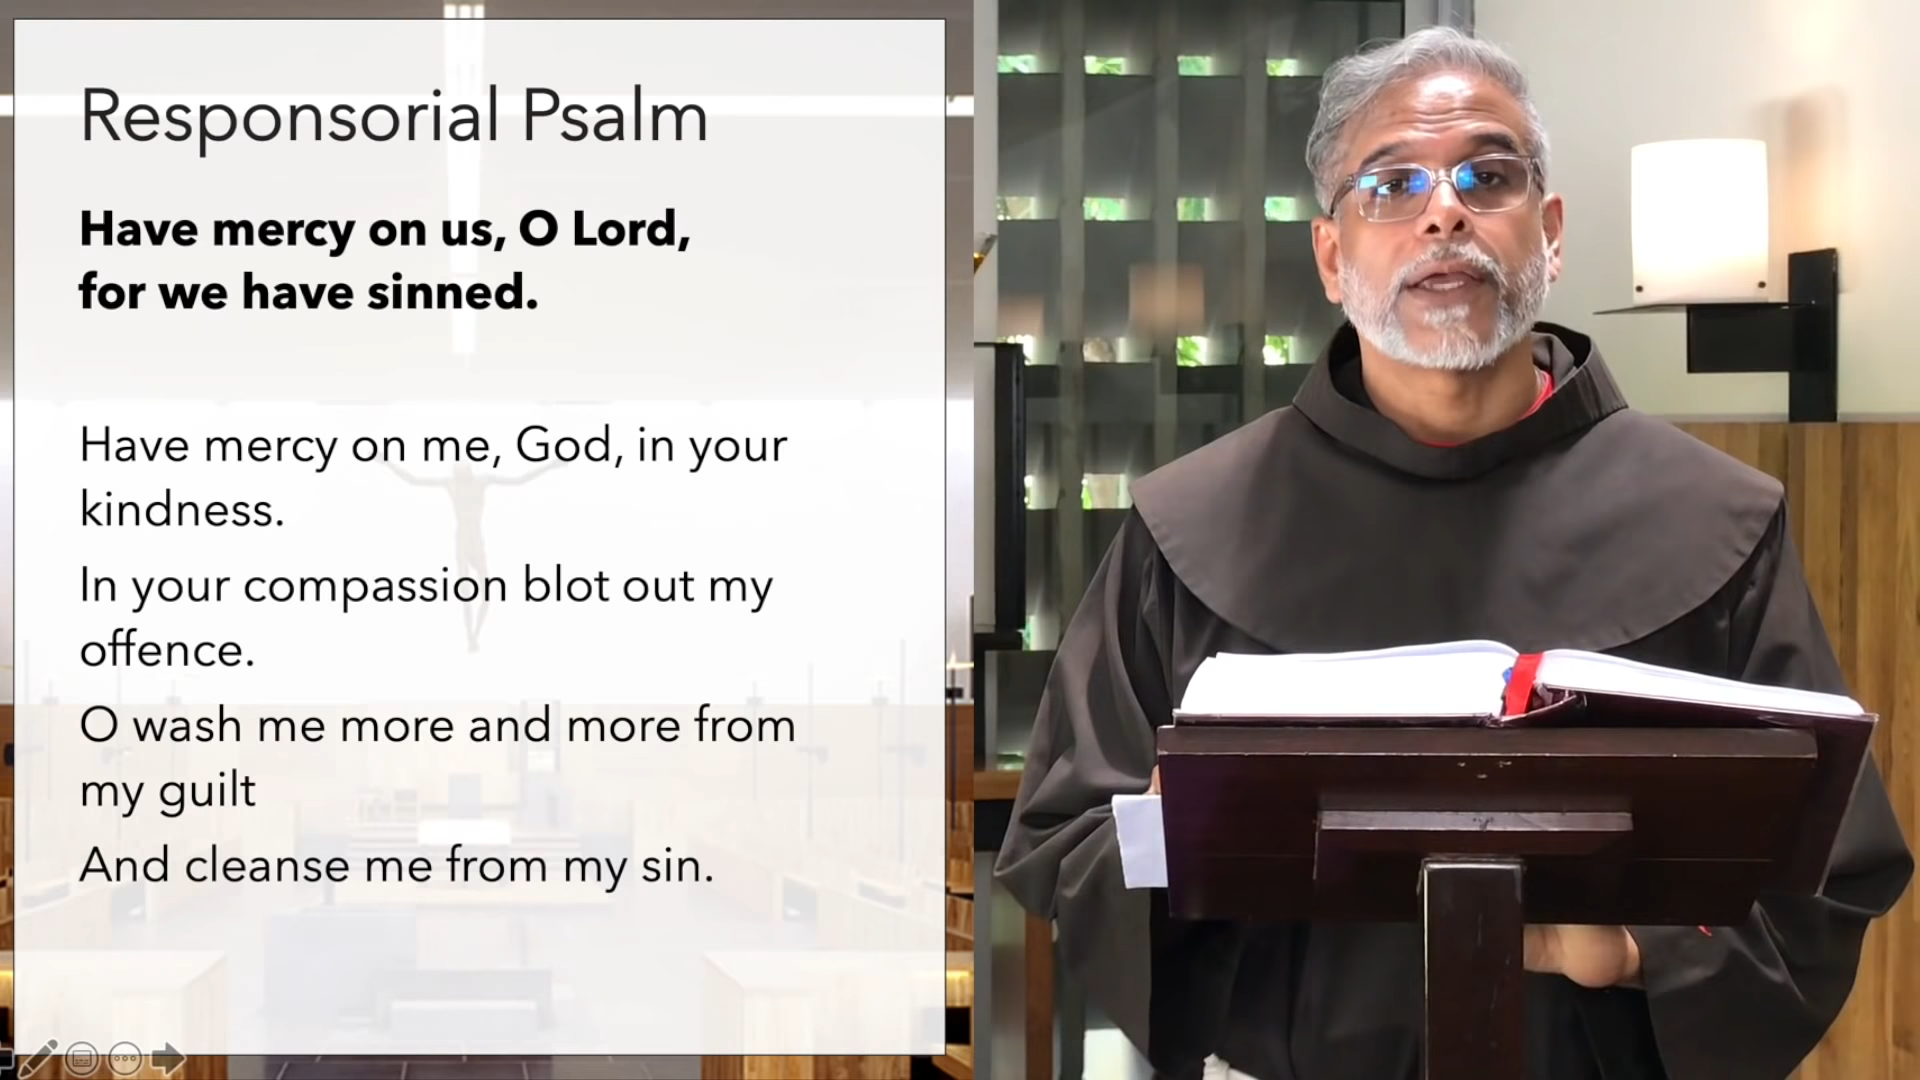 Responsorial Psalm
Have mercy on us, O Lord,
for we have sinned.
Have mercy on me, God, in your
kindness.
In your compassion blot out my
offence.
O wash me more and more from
my guilt
And cleanse me from my sin.